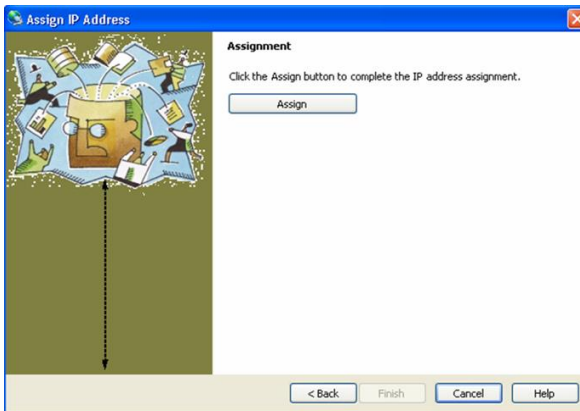 Assign IP Address
Assignment
Click the Assign button to complete the IP address assignment.
Assign
< Back Finish Cancel Help